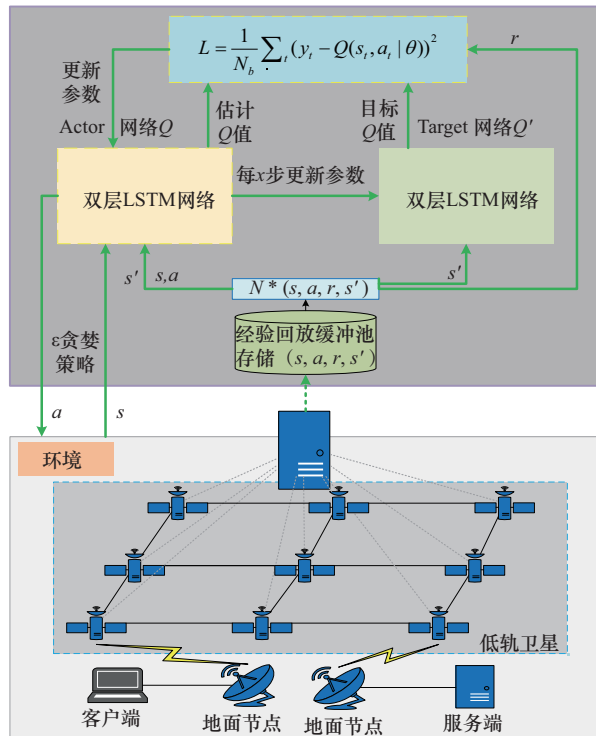 L = \frac{1}{N_b} \sum_t (y_t - Q(s_t, a_t | θ))^2
r
更新
参数
估计
Q值
目标
Q值
Actor 网络Q
Target 网络Q′
双层LSTM网络
每x步更新参数
双层LSTM网络
s′
s,a
s′
N * (s, a, r, s′)
经验回放缓冲池
存储（s, a, r, s′）
ε贪婪
策略
a
s
环境
低轨卫星
客户端
地面节点
地面节点
服务端